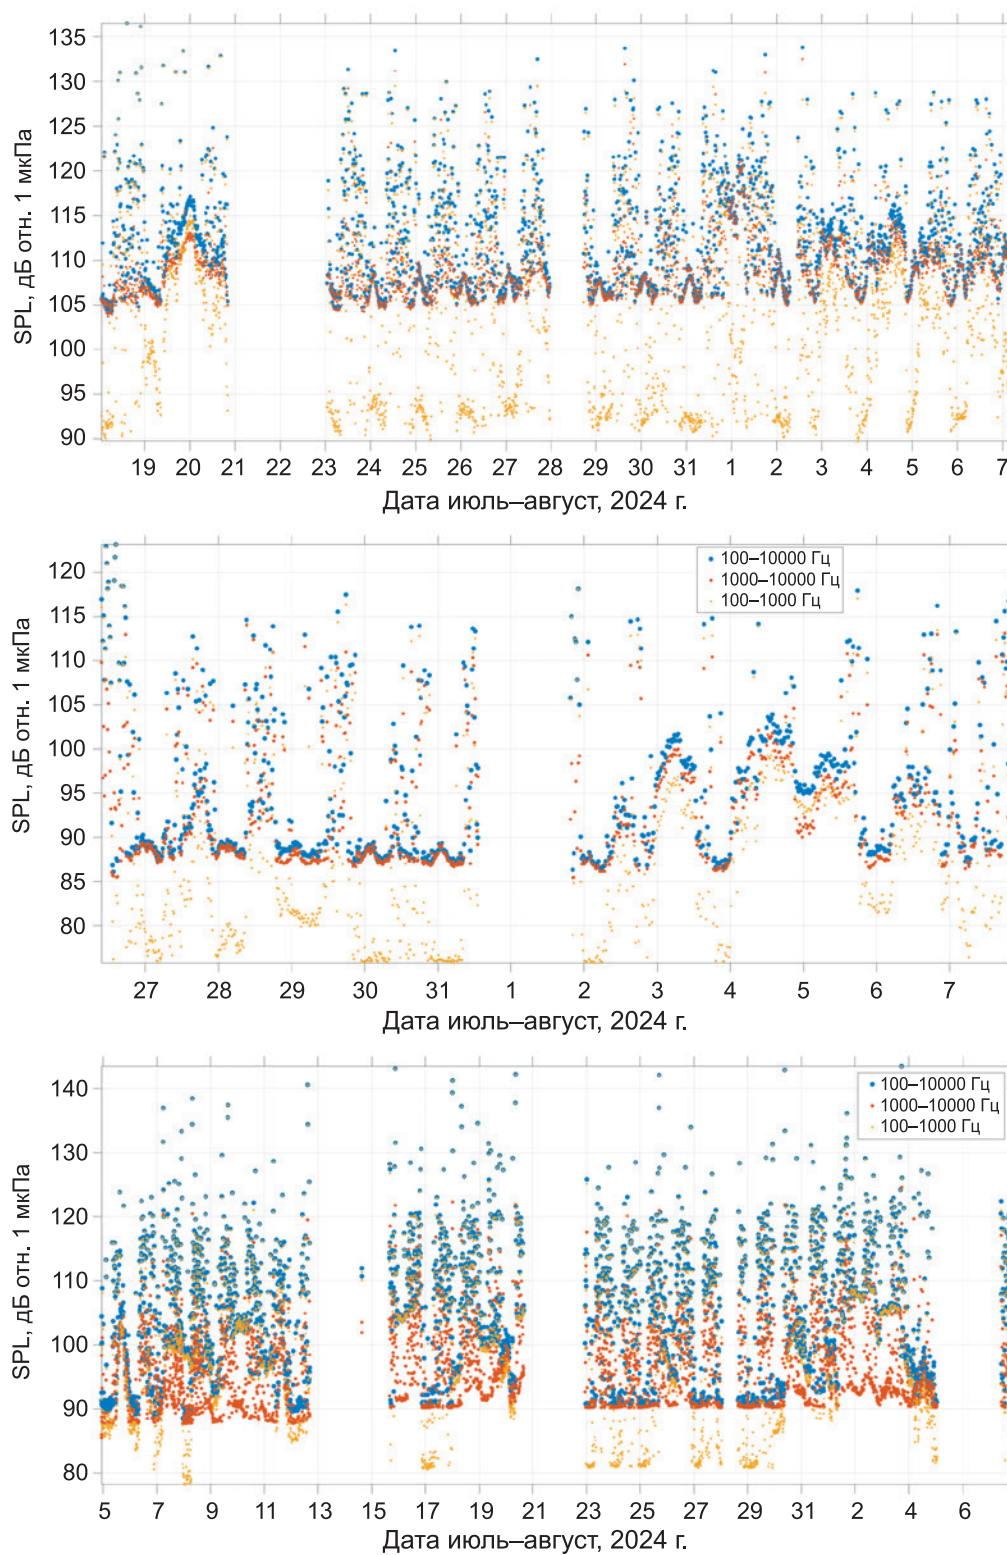 135
130
125
120
115
110
105
100
95
90
SPL, дБ отн. 1 мкПа
19 20 21 22 23 24 25 26 27 28 29 30 31 1 2 3 4 5 6 7
Дата июль–август, 2024 г.
120
115
110
105
100
95
90
85
80
SPL, дБ отн. 1 мкПа
100–10000 Гц
1000–10000 Гц
100–1000 Гц
27 28 29 30 31 1 2 3 4 5 6 7
Дата июль–август, 2024 г.
140
130
120
110
100
90
80
SPL, дБ отн. 1 мкПа
100–10000 Гц
1000–10000 Гц
100–1000 Гц
5 7 9 11 13 15 17 19 21 23 25 27 29 31 2 4 6
Дата июль–август, 2024 г.